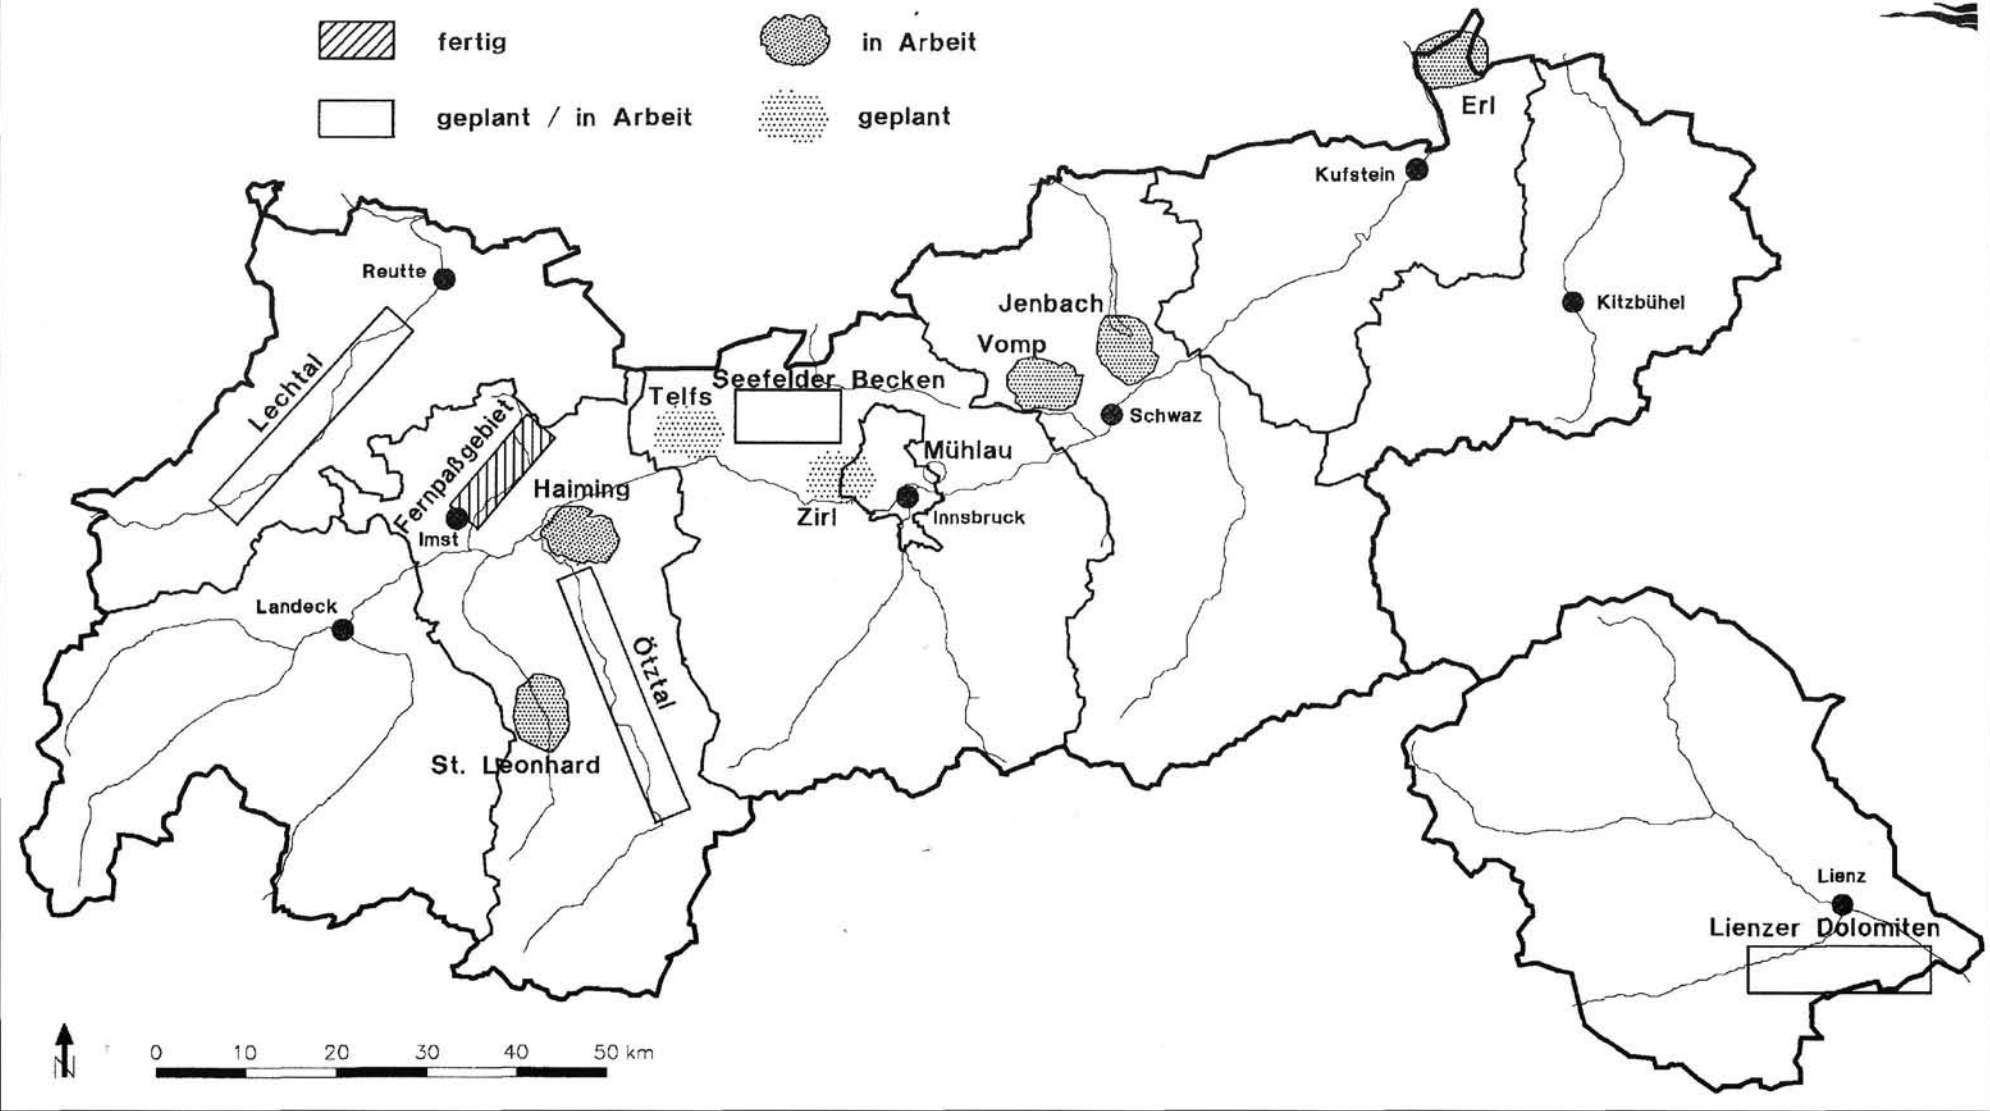 fertig
in Arbeit
geplant / in Arbeit
geplant
Erl
Kufstein
Reutte
Kitzbühel
Jenbach
Vomp
Lechtal
Seefelder Becken
Telfs
Schwaz
Fernpaßgebiet
Mühlau
Haiming
Zirl
Innsbruck
Imst
Landeck
Ötztal
St. Leonhard
Lienz
Lienzer Dolomiten
N
0 10 20 30 40 50 km